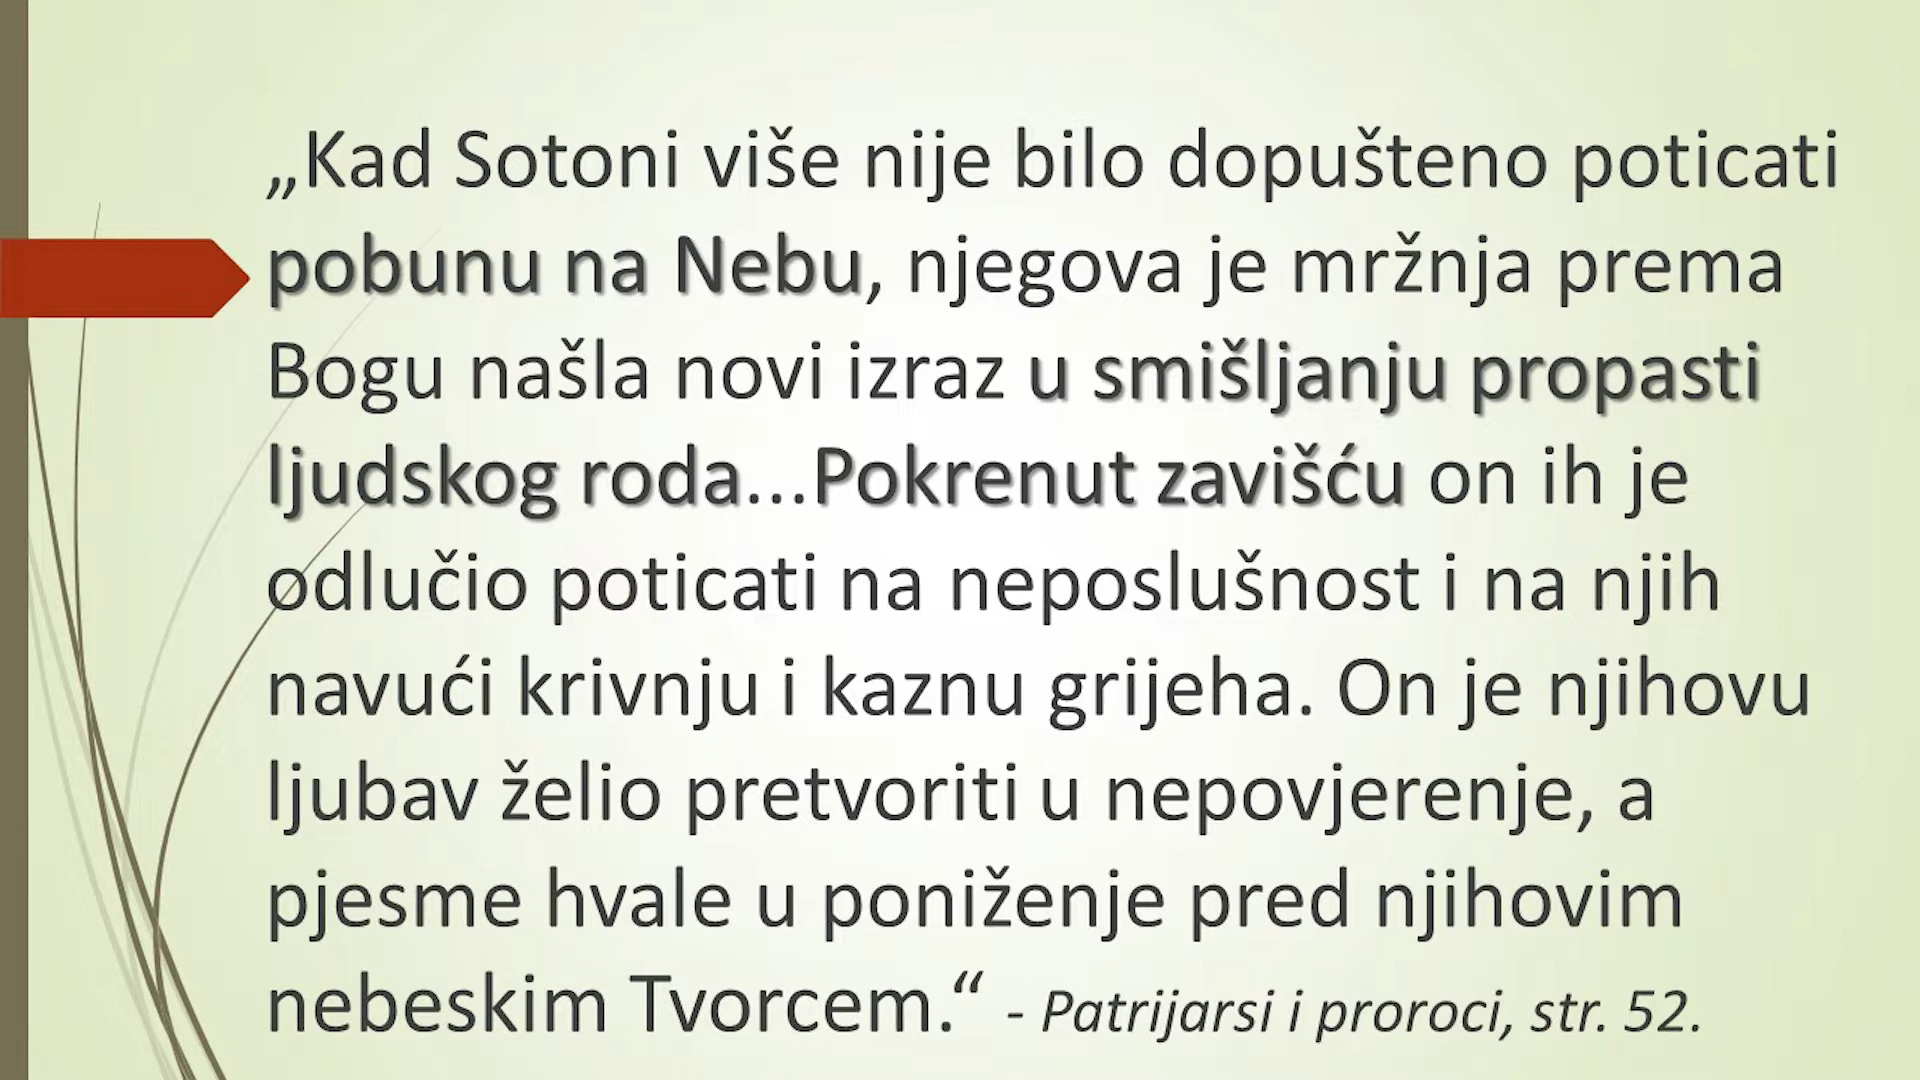 „Kad Sotoni više nije bilo dopušteno poticati
pobunu na Nebu, njegova je mržnja prema
Bogu našla novi izraz u smišljanju propasti
ljudskog roda...Pokrenut zavišću on ih je
odlučio poticati na neposlušnost i na njih
navući krivnju i kaznu grijeha. On je njihovu
ljubav želio pretvoriti u nepovjerenje, a
pjesme hvale u poniženje pred njihovim
nebeskim Tvorcem.“ - Patrijarsi i proroci, str. 52.